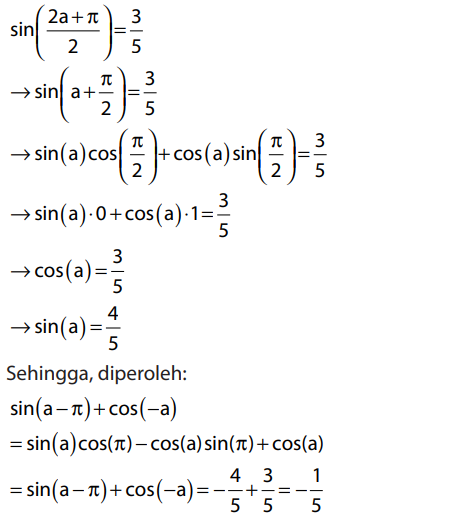 sin((2a+π)/2)=3/5
→sin(a+π/2)=3/5
→sin(a)cos(π/2)+cos(a)sin(π/2)=3/5
→sin(a)·0+cos(a)·1=3/5
→cos(a)=3/5
→sin(a)=4/5
Sehingga, diperoleh:
sin(a−π)+cos(−a)
=sin(a)cos(π)−cos(a)sin(π)+cos(a)
=sin(a−π)+cos(−a)=−4/5+3/5=−1/5